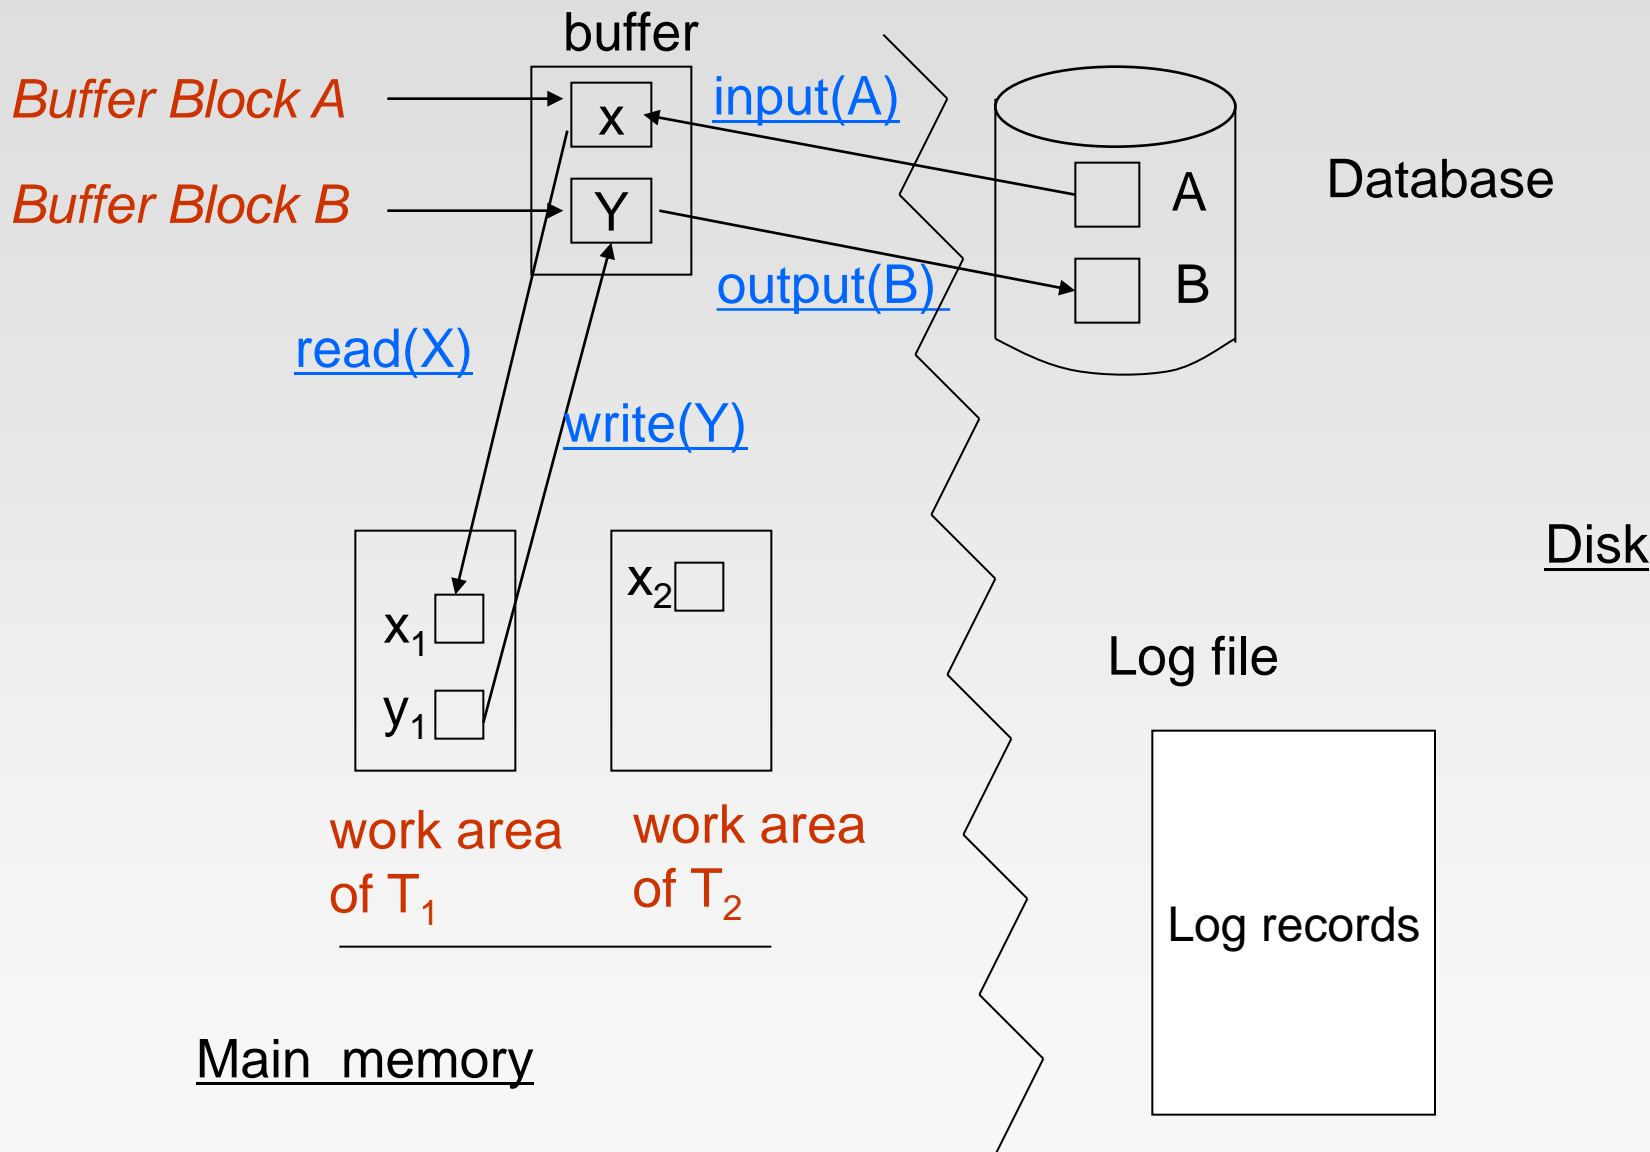 buffer
Buffer Block A
x
input(A)
Buffer Block B
Y
A
Database
output(B)
B
read(X)
write(Y)
Disk
x₂
x₁
Log file
y₁
work area
of T₁
work area
of T₂
Log records
Main memory